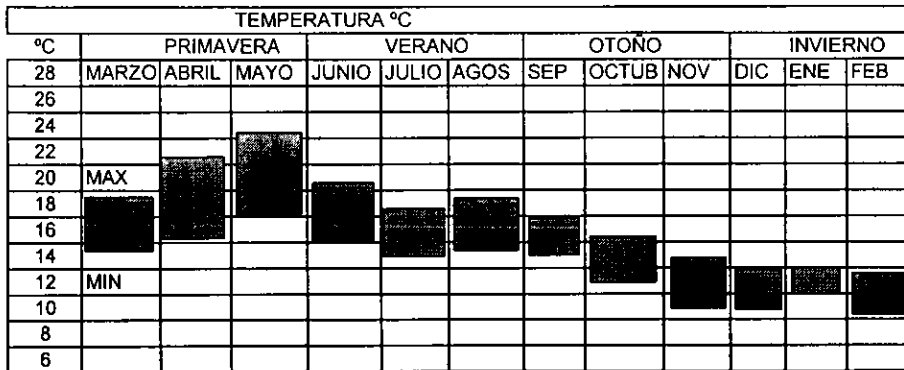 TEMPERATURA ºC
ºC PRIMAVERA VERANO OTOÑO INVIERNO
28 MARZO ABRIL MAYO JUNIO JULIO AGOS SEP OCTUB NOV DIC ENE FEB
26
24
22
20 MAX
18
16
14
12 MIN
10
8
6